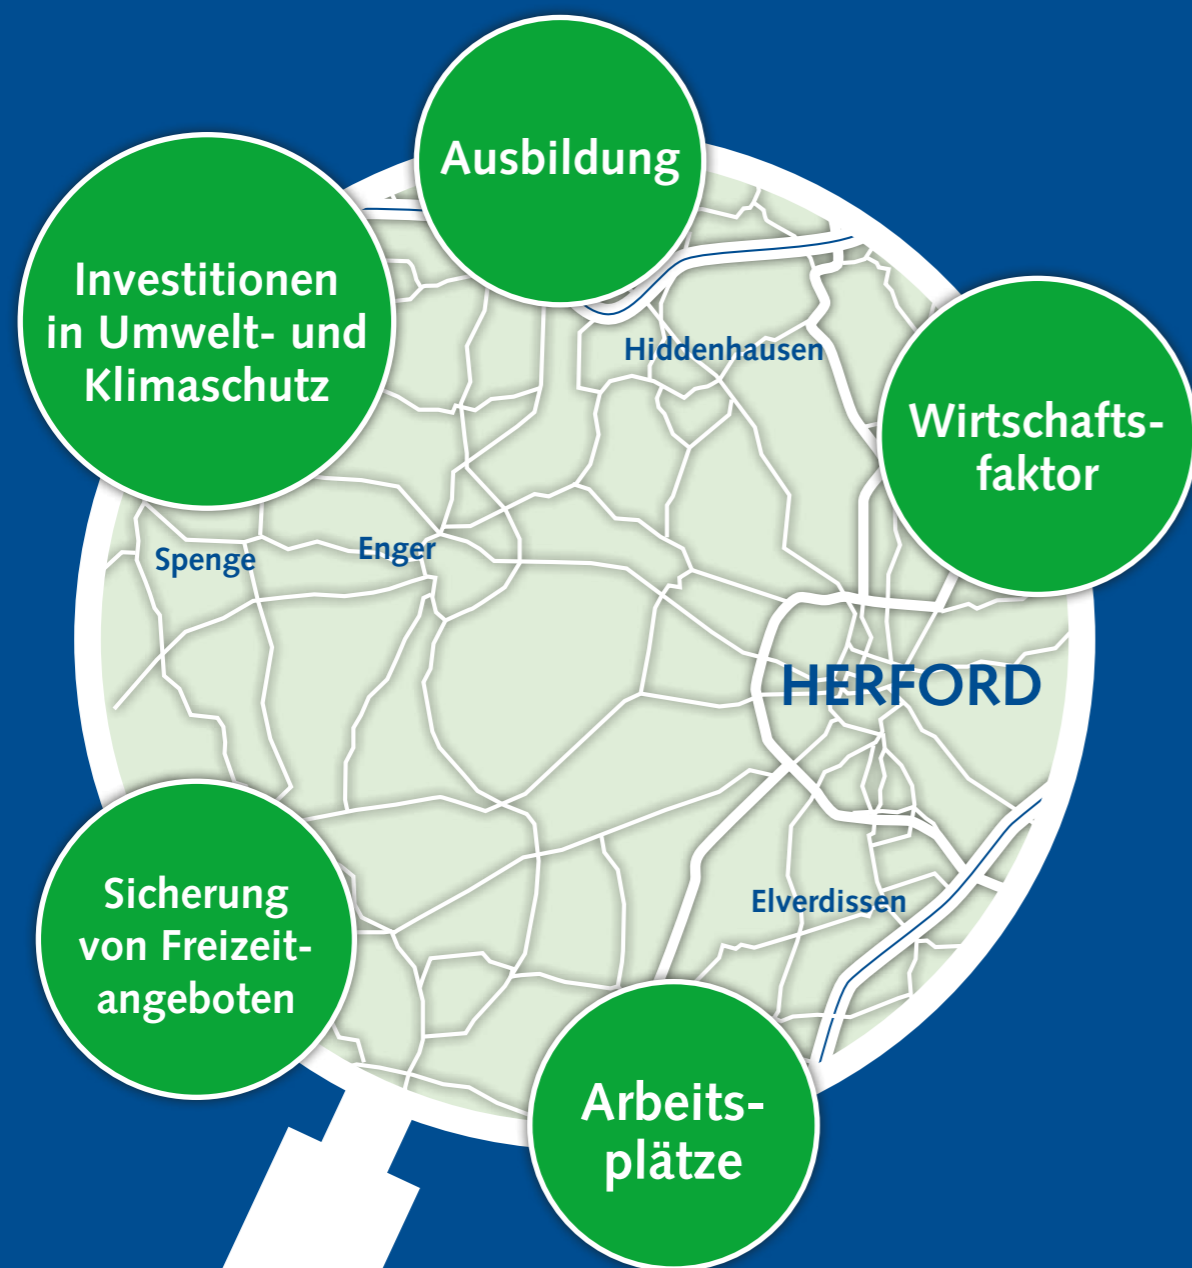 Ausbildung
Investitionen
in Umwelt- und
Klimaschutz
Hiddenhausen
Wirtschafts-
faktor
Spenge
Enger
HERFORD
Sicherung
von Freizeit-
angeboten
Elverdissen
Arbeits-
plätze